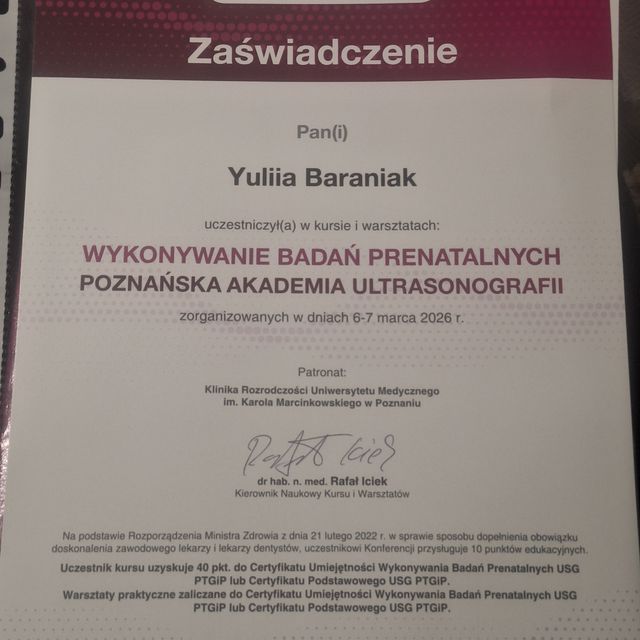 Zaświadczenie
Pan(i)
Yuliia Baraniak
uczestniczył(a) w kursie i warsztatach:
WYKONYWANIE BADAŃ PRENATALNYCH
POZNAŃSKA AKADEMIA ULTRASONOGRAFII
zorganizowanych w dniach 6-7 marca 2026 r.
Patronat:
Klinika Rozrodczości Uniwersytetu Medycznego
im. Karola Marcinkowskiego w Poznaniu
Rafał Iciek
dr hab. n. med. Rafał Iciek
Kierownik Naukowy Kursu i Warsztatów
Na podstawie Rozporządzenia Ministra Zdrowia z dnia 21 lutego 2022 r. w sprawie sposobu dopełnienia obowiązku
doskonalenia zawodowego lekarzy i lekarzy dentystów, uczestnikowi Konferencji przysługuje 10 punktów edukacyjnych.
Uczestnik kursu uzyskuje 40 pkt. do Certyfikatu Umiejętności Wykonywania Badań Prenatalnych USG
PTGiP lub Certyfikatu Podstawowego USG PTGiP.
Warsztaty praktyczne zaliczane do Certyfikatu Umiejętności Wykonywania Badań Prenatalnych USG
PTGiP lub Certyfikatu Podstawowego USG PTGiP.